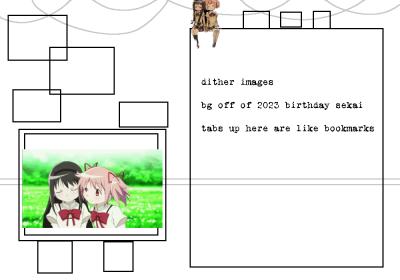 dither images
bg off of 2023 birthday sekai
tabs up here are like bookmarks